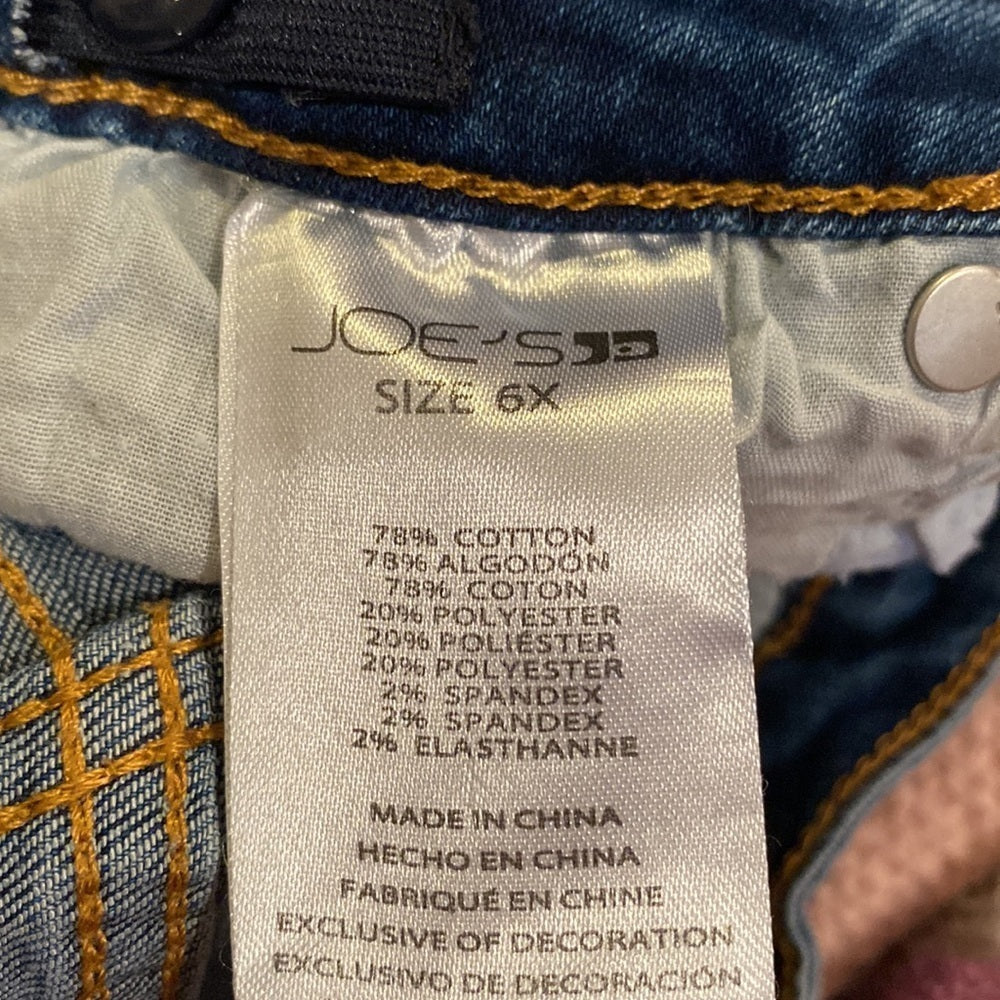 JOE'S
SIZE 6X
78% COTTON
78% ALGODÓN
78% COTON
20% POLYESTER
20% POLIÉSTER
20% POLYESTER
2% SPANDEX
2% SPANDEX
2% ELASTHANNE
MADE IN CHINA
HECHO EN CHINA
FABRIQUÉ EN CHINE
EXCLUSIVE OF DECORATION
EXCLUSIVO DE DECORACIÓN